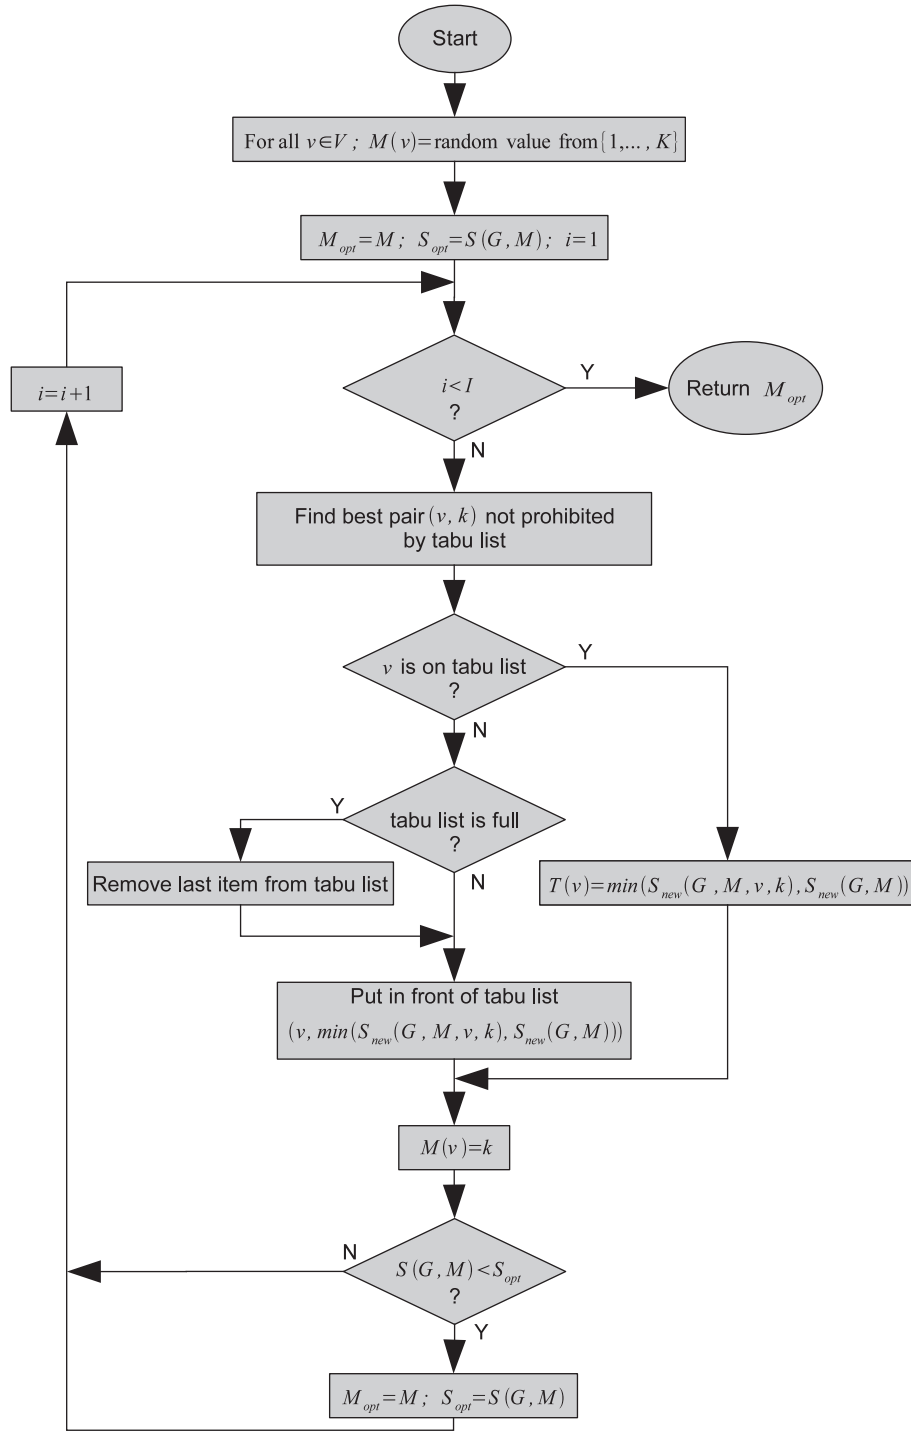 Start
For all v∈V ; M(v)=random value from{1,... , K}
M_opt=M ; S_opt=S(G,M); i=1
i<I
?
Y
Return M_opt
i=i+1
N
Find best pair(v, k) not prohibited
by tabu list
v is on tabu list
?
Y
N
tabu list is full
?
Y
N
Remove last item from tabu list
T(v)=min(S_new(G ,M,v,k),S_new(G,M))
Put in front of tabu list
(v, min(S_new(G ,M,v,k),S_new(G,M)))
M(v)=k
S(G,M)<S_opt
?
N
Y
M_opt=M ; S_opt=S(G,M)